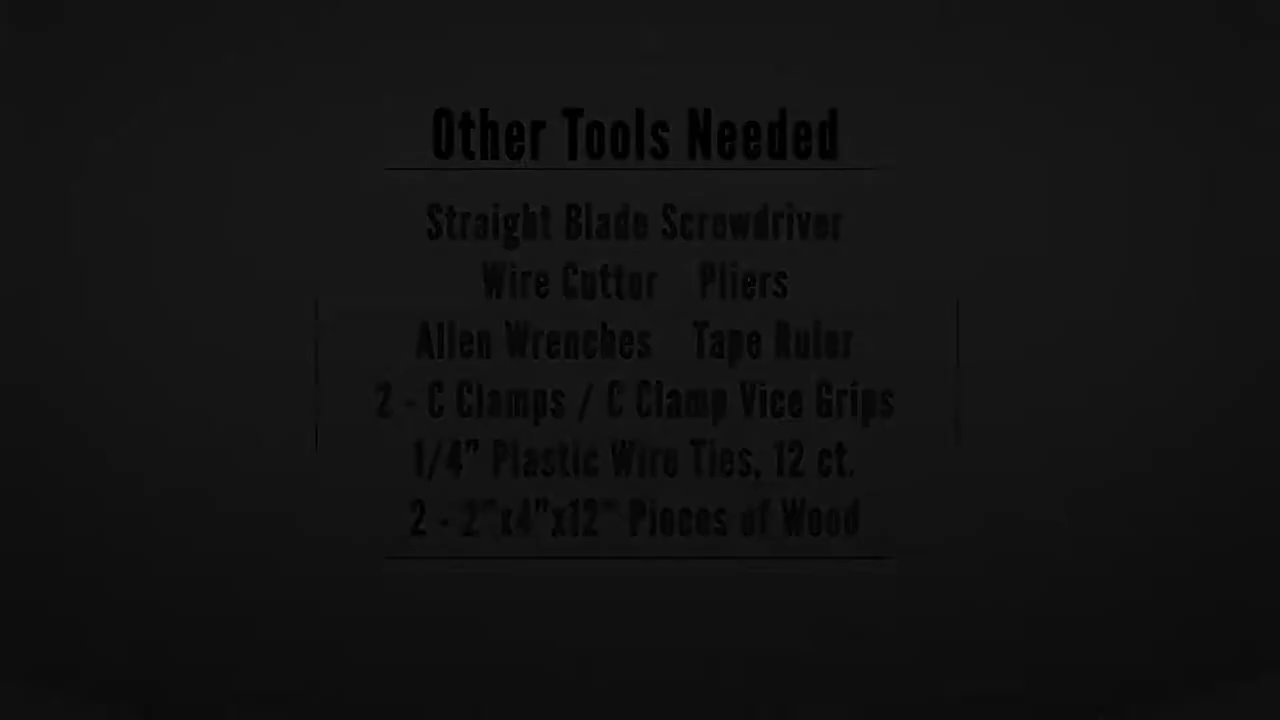 Other Tools Needed
Straight Blade Screwdriver
Wire Cutter Pliers
Allen Wrenches Tape Ruler
2 - C Clamps / C Clamp Vice Grips
1/4” Plastic Wire Ties, 12 ct.
2 - 2”x4”x12” Pieces of Wood